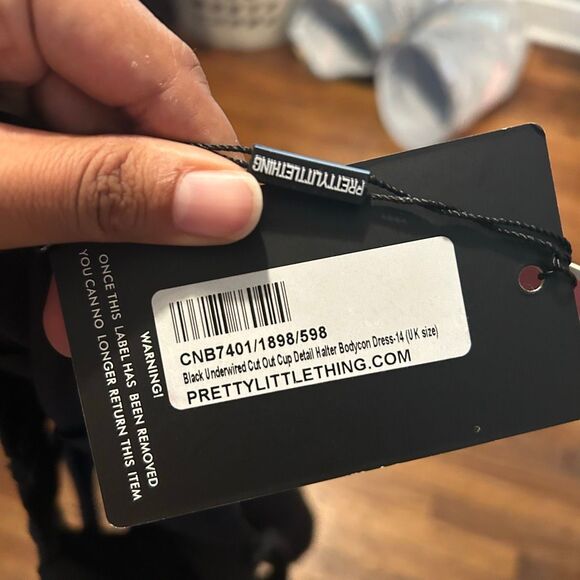 PRETTYLITTLETHING
CNB7401/1898/598
Black Underwired Cut Out Cup Detail Halter Bodycon Dress-14 (UK size)
PRETTYLITTLETHING.COM
WARNING!
ONCE THIS LABEL HAS BEEN REMOVED
YOU CAN NO LONGER RETURN THIS ITEM